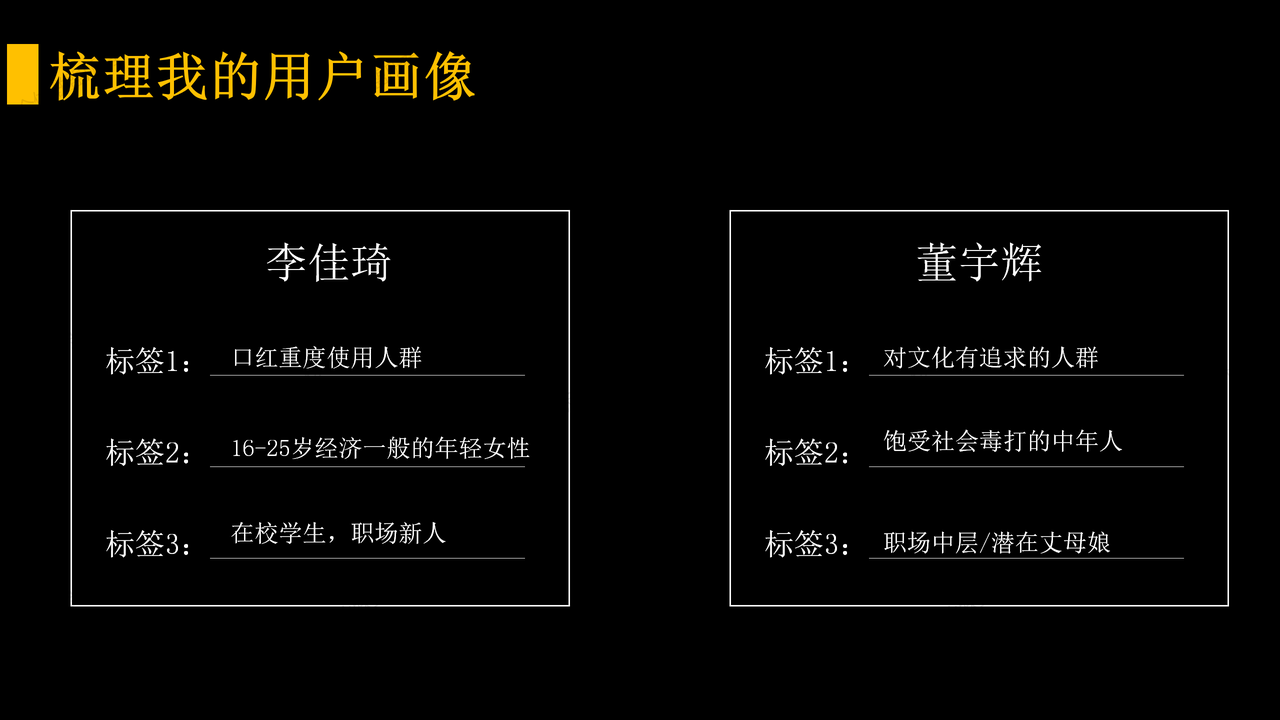 梳理我的用户画像
李佳琦
标签1： 口红重度使用人群
标签2： 16-25岁经济一般的年轻女性
标签3： 在校学生，职场新人
董宇辉
标签1： 对文化有追求的人群
标签2： 饱受社会毒打的中年人
标签3： 职场中层/潜在丈母娘